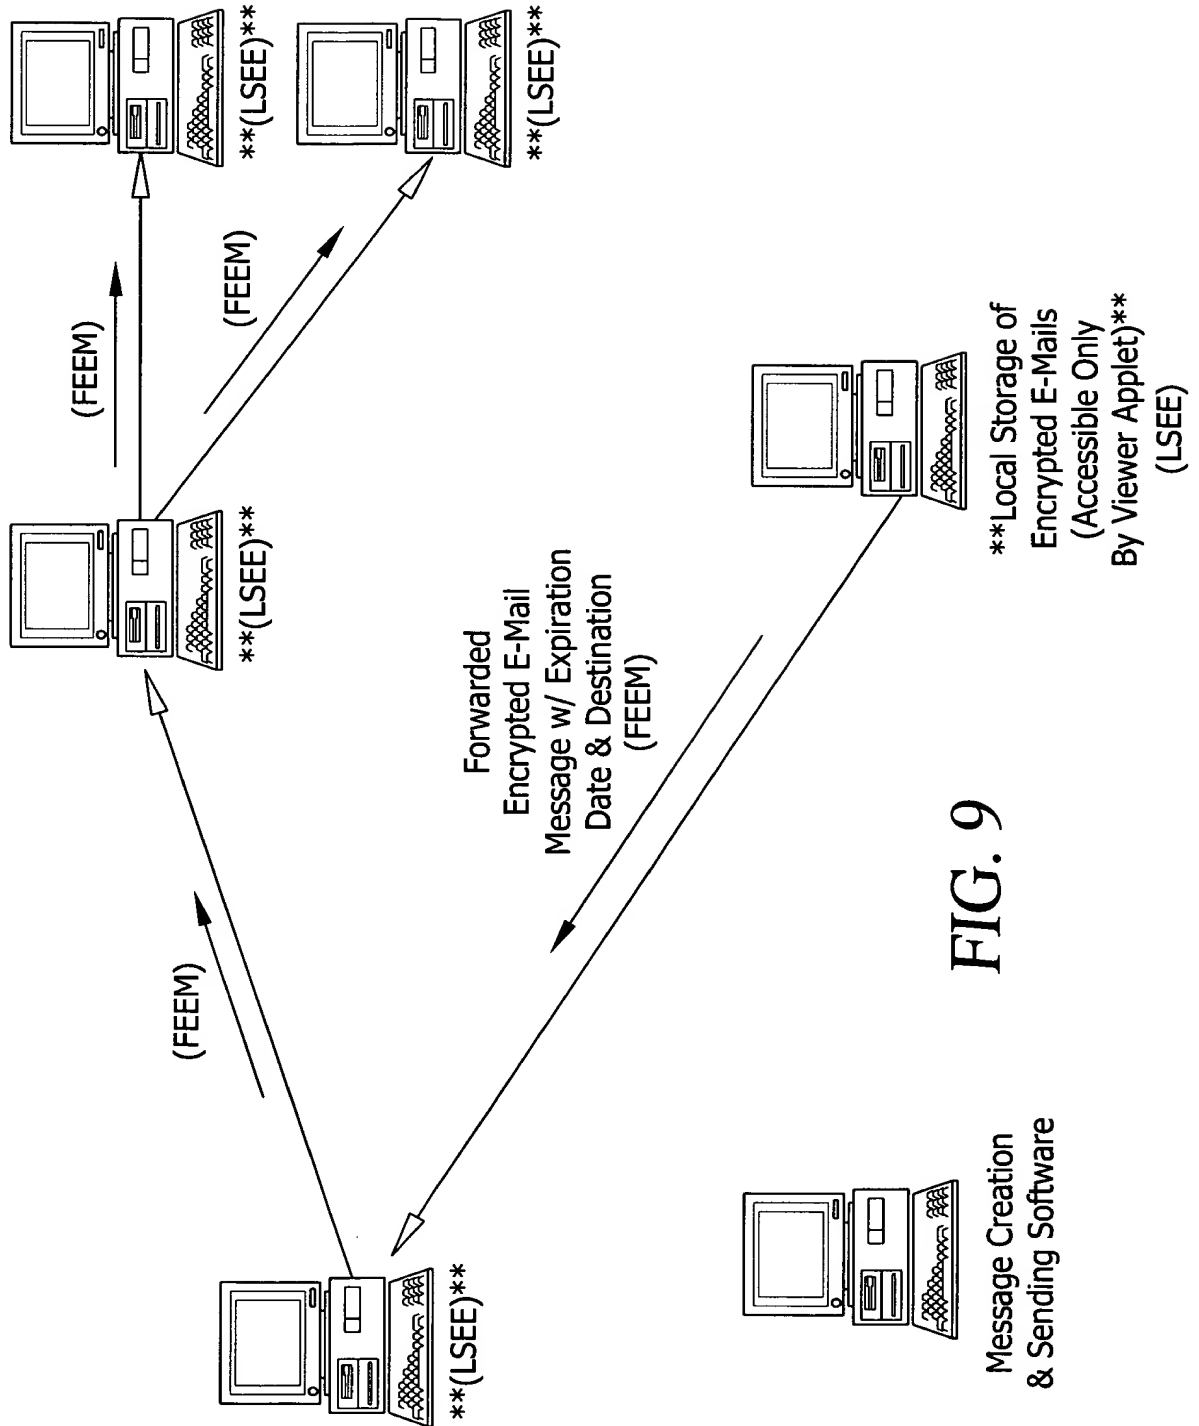 (FEEM)
(FEEM)
(FEEM)
**(LSEE)**
**(LSEE)**
**(LSEE)**
**(LSEE)**
Forwarded
Encrypted E-Mail
Message w/ Expiration
Date & Destination
(FEEM)
Message Creation
& Sending Software
**Local Storage of
Encrypted E-Mails
(Accessible Only
By Viewer Applet)**
(LSEE)
FIG. 9